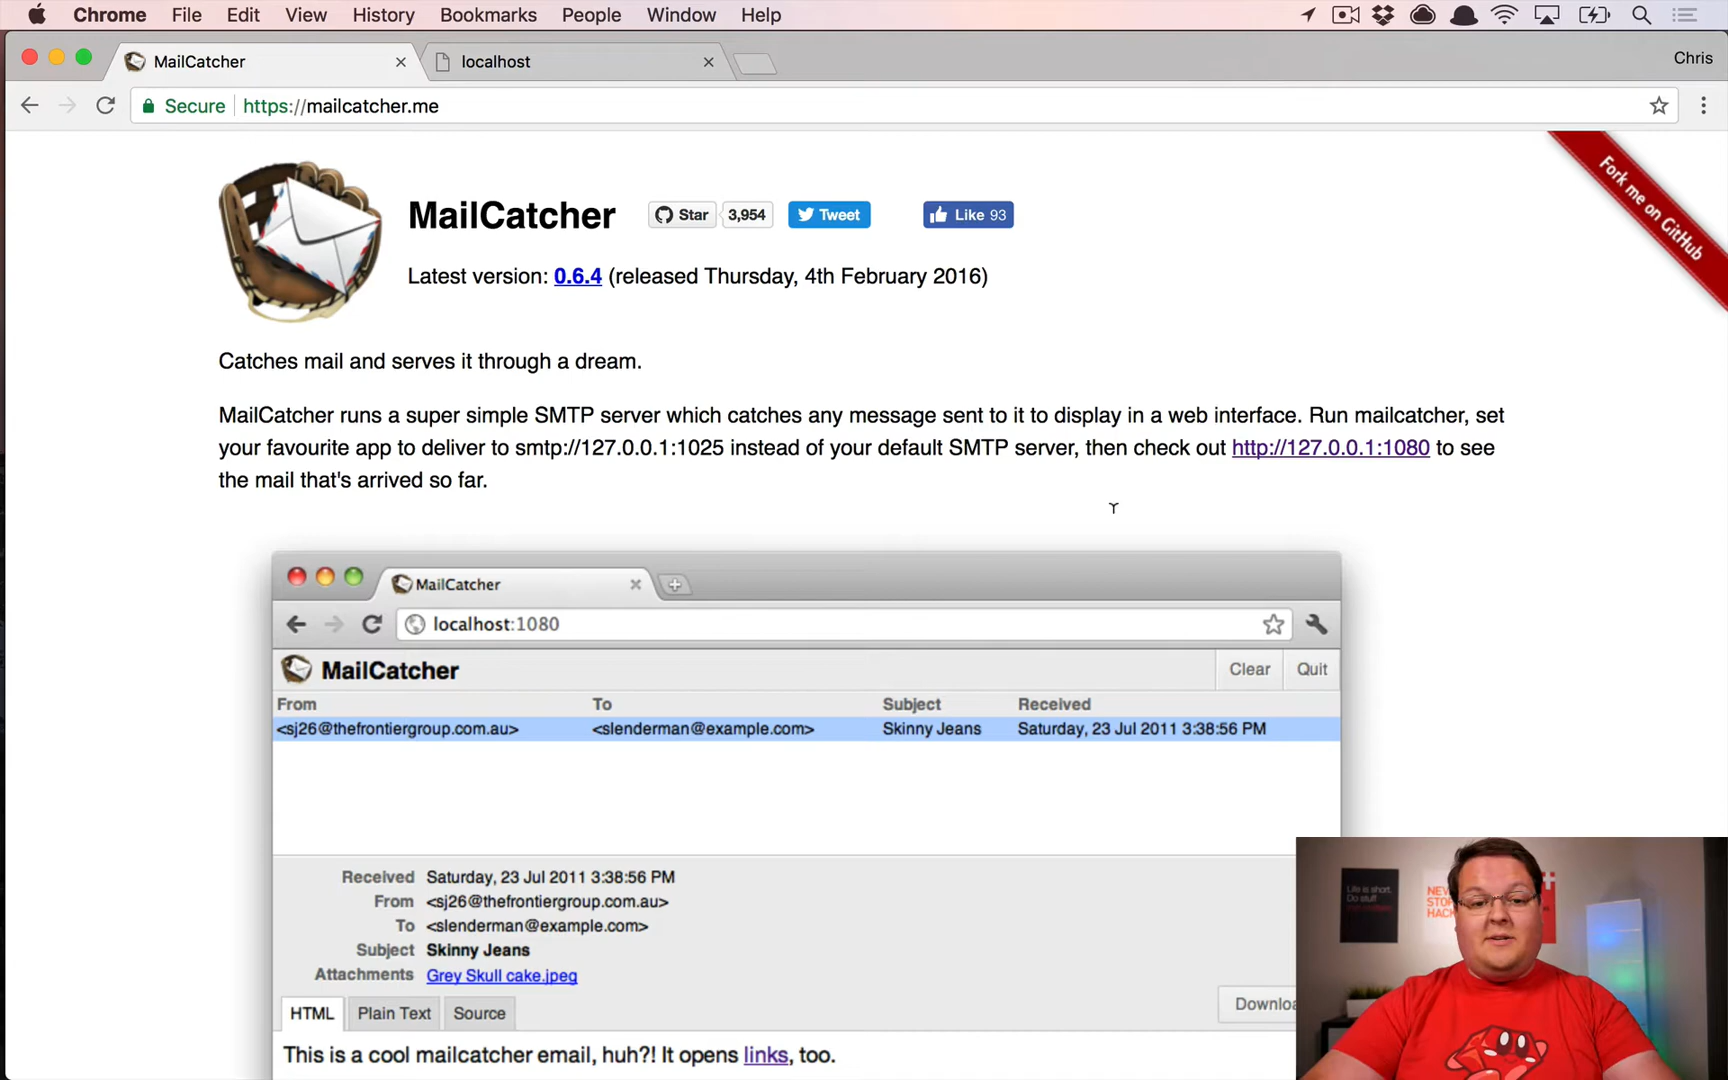 Chrome File Edit View History Bookmarks People Window Help
MailCatcher localhost Chris
Secure https://mailcatcher.me
Fork me on GitHub
MailCatcher Star 3,954 Tweet Like 93
Latest version: 0.6.4 (released Thursday, 4th February 2016)
Catches mail and serves it through a dream.
MailCatcher runs a super simple SMTP server which catches any message sent to it to display in a web interface. Run mailcatcher, set
your favourite app to deliver to smtp://127.0.0.1:1025 instead of your default SMTP server, then check out http://127.0.0.1:1080 to see
the mail that's arrived so far.
MailCatcher
localhost:1080
MailCatcher Clear Quit
From To Subject Received
<sj26@thefrontiergroup.com.au> <slenderman@example.com> Skinny Jeans Saturday, 23 Jul 2011 3:38:56 PM
Received Saturday, 23 Jul 2011 3:38:56 PM
From <sj26@thefrontiergroup.com.au>
To <slenderman@example.com>
Subject Skinny Jeans
Attachments Grey Skull cake.jpeg
HTML Plain Text Source Downlo
This is a cool mailcatcher email, huh?! It opens links, too.
Life is short.
Do stuff
HACK